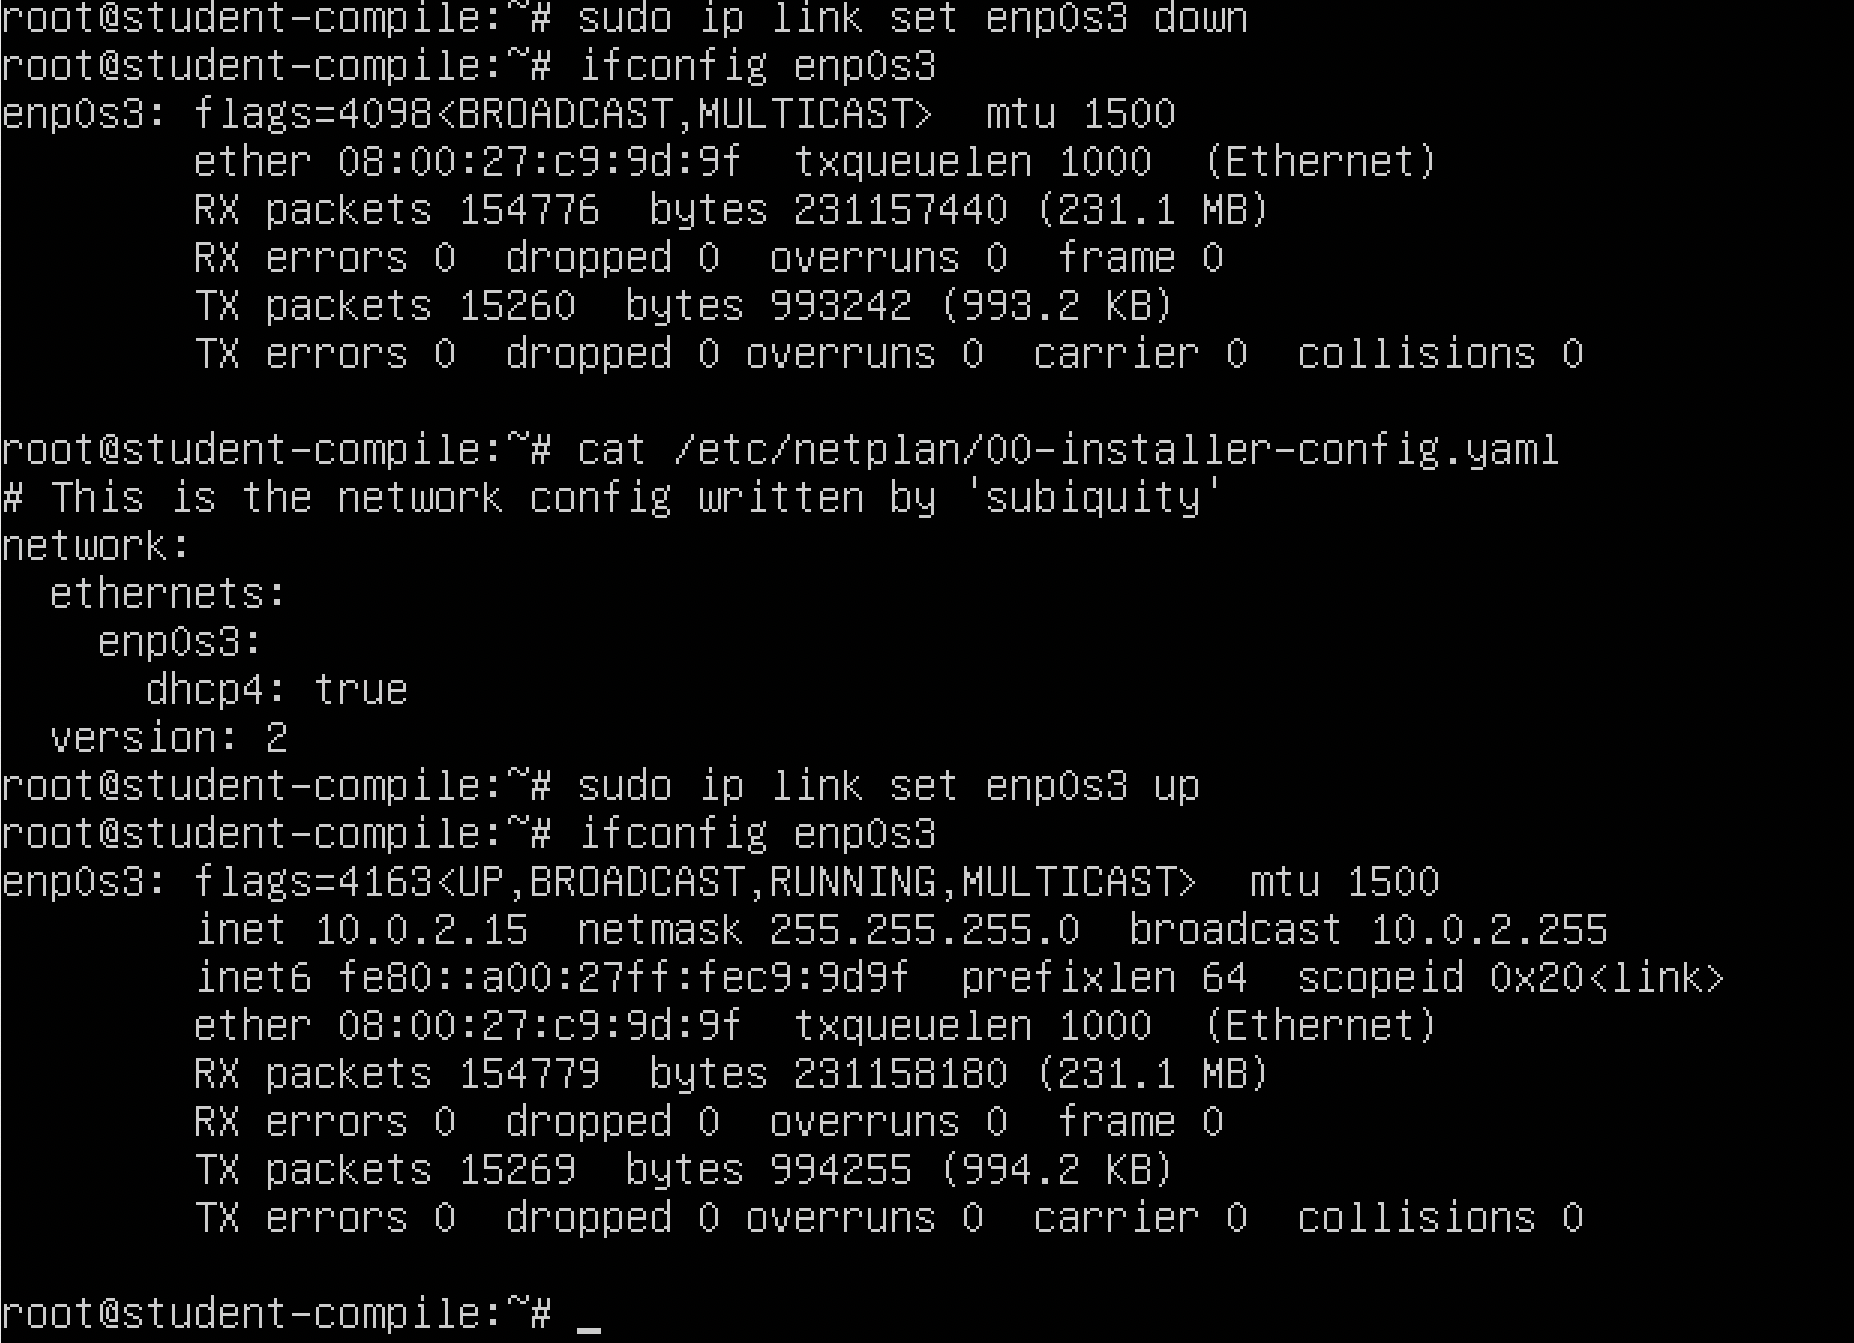 root@student-compile:~# sudo ip link set enp0s3 down
root@student-compile:~# ifconfig enp0s3
enp0s3: flags=4098<BROADCAST,MULTICAST>  mtu 1500
        ether 08:00:27:c9:9d:9f  txqueuelen 1000  (Ethernet)
        RX packets 154776  bytes 231157440 (231.1 MB)
        RX errors 0  dropped 0  overruns 0  frame 0
        TX packets 15260  bytes 993242 (993.2 KB)
        TX errors 0  dropped 0 overruns 0  carrier 0  collisions 0

root@student-compile:~# cat /etc/netplan/00-installer-config.yaml
# This is the network config written by 'subiquity'
network:
  ethernets:
    enp0s3:
      dhcp4: true
  version: 2
root@student-compile:~# sudo ip link set enp0s3 up
root@student-compile:~# ifconfig enp0s3
enp0s3: flags=4163<UP,BROADCAST,RUNNING,MULTICAST>  mtu 1500
        inet 10.0.2.15  netmask 255.255.255.0  broadcast 10.0.2.255
        inet6 fe80::a00:27ff:fec9:9d9f  prefixlen 64  scopeid 0x20<link>
        ether 08:00:27:c9:9d:9f  txqueuelen 1000  (Ethernet)
        RX packets 154779  bytes 231158180 (231.1 MB)
        RX errors 0  dropped 0  overruns 0  frame 0
        TX packets 15269  bytes 994255 (994.2 KB)
        TX errors 0  dropped 0 overruns 0  carrier 0  collisions 0

root@student-compile:~# _